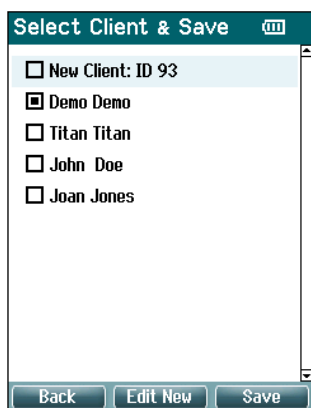 Select Client & Save
New Client: ID 93
Demo Demo
Titan Titan
John Doe
Joan Jones
Back Edit New Save